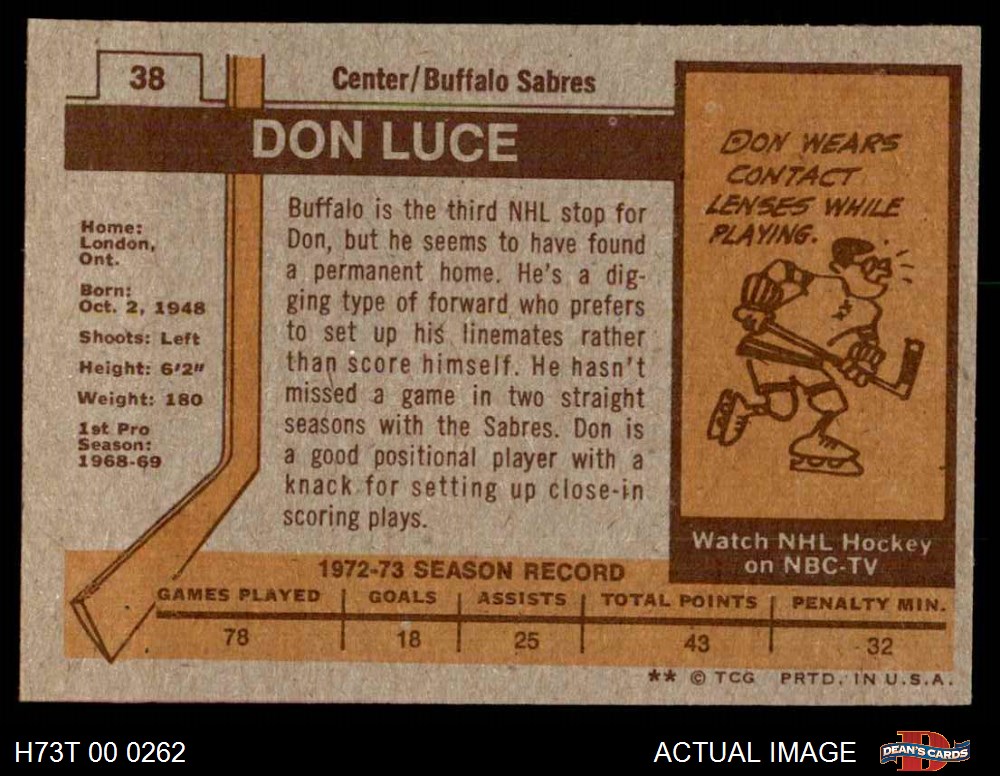 38
Center/Buffalo Sabres
DON LUCE
Home:
London,
Ont.
Born:
Oct. 2, 1948
Shoots: Left
Height: 6'2"
Weight: 180
1st Pro
Season:
1968-69
Buffalo is the third NHL stop for
Don, but he seems to have found
a permanent home. He's a dig-
ging type of forward who prefers
to set up his linemates rather
than score himself. He hasn't
missed a game in two straight
seasons with the Sabres. Don is
a good positional player with a
knack for setting up close-in
scoring plays.
DON WEARS
CONTACT
LENSES WHILE
PLAYING.
Watch NHL Hockey
on NBC-TV
1972-73 SEASON RECORD
GAMES PLAYED GOALS ASSISTS TOTAL POINTS PENALTY MIN.
78 18 25 43 32
** © TCG PRTD. IN U.S.A.
H73T 00 0262
ACTUAL IMAGE
D
DEAN'S CARDS